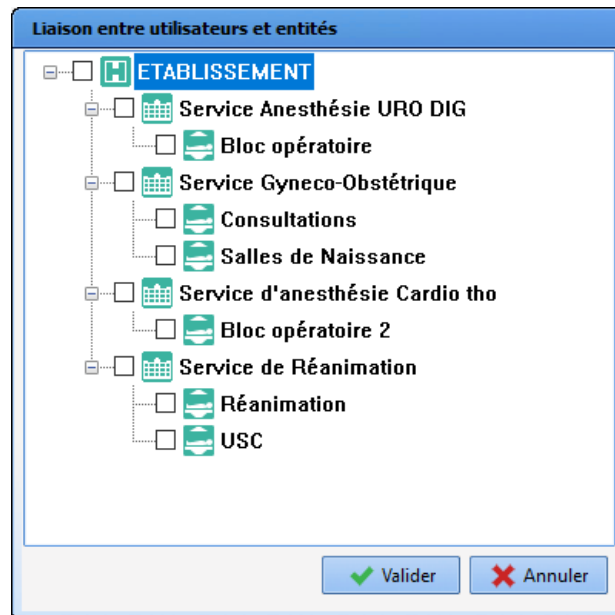 Liaison entre utilisateurs et entités
H ETABLISSEMENT
Service Anesthésie URO DIG
Bloc opératoire
Service Gyneco-Obstétrique
Consultations
Salles de Naissance
Service d'anesthésie Cardio tho
Bloc opératoire 2
Service de Réanimation
Réanimation
USC
Valider Annuler